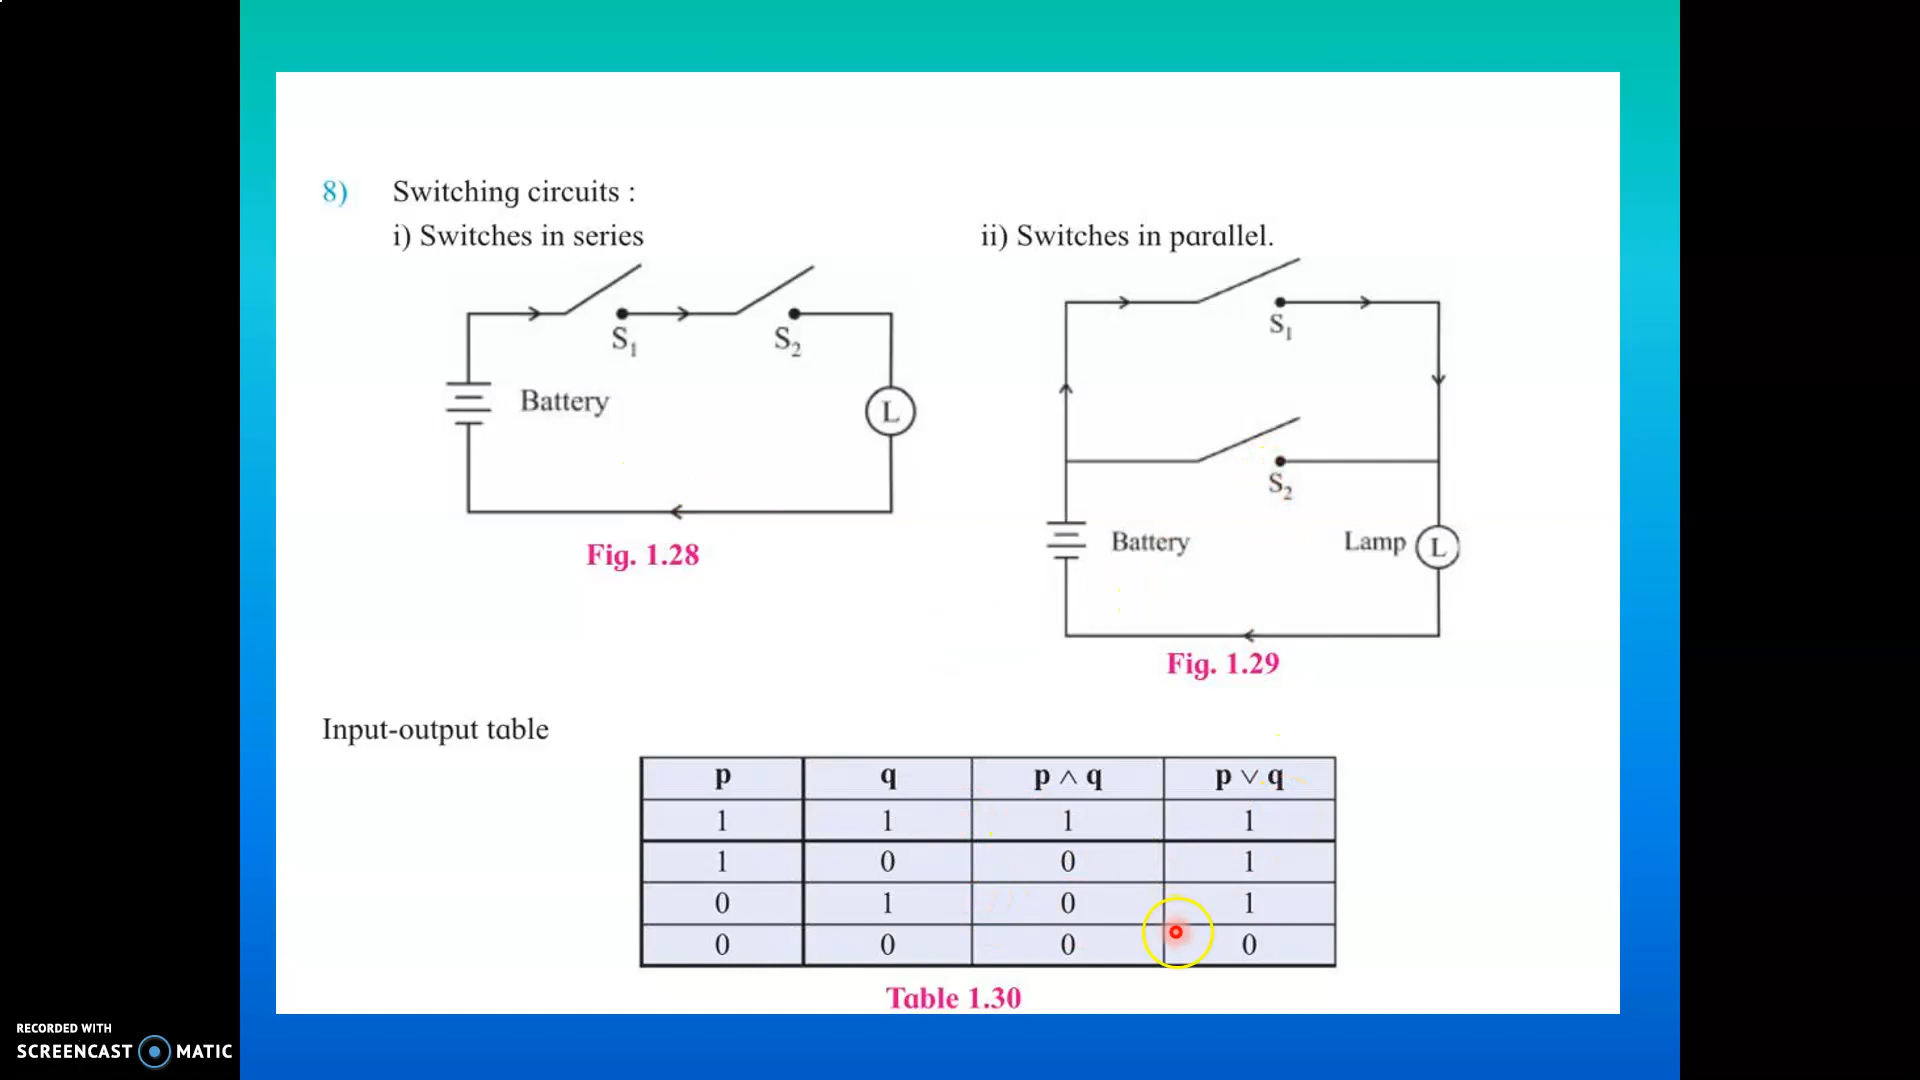 8) Switching circuits :
i) Switches in series
ii) Switches in parallel.
S1
S2
Battery
L
Fig. 1.28
S1
S2
Battery
Lamp L
Fig. 1.29
Input-output table
p q p ∧ q p ∨ q
1 1 1 1
1 0 0 1
0 1 0 1
0 0 0 0
Table 1.30
RECORDED WITH
SCREENCAST MATIC